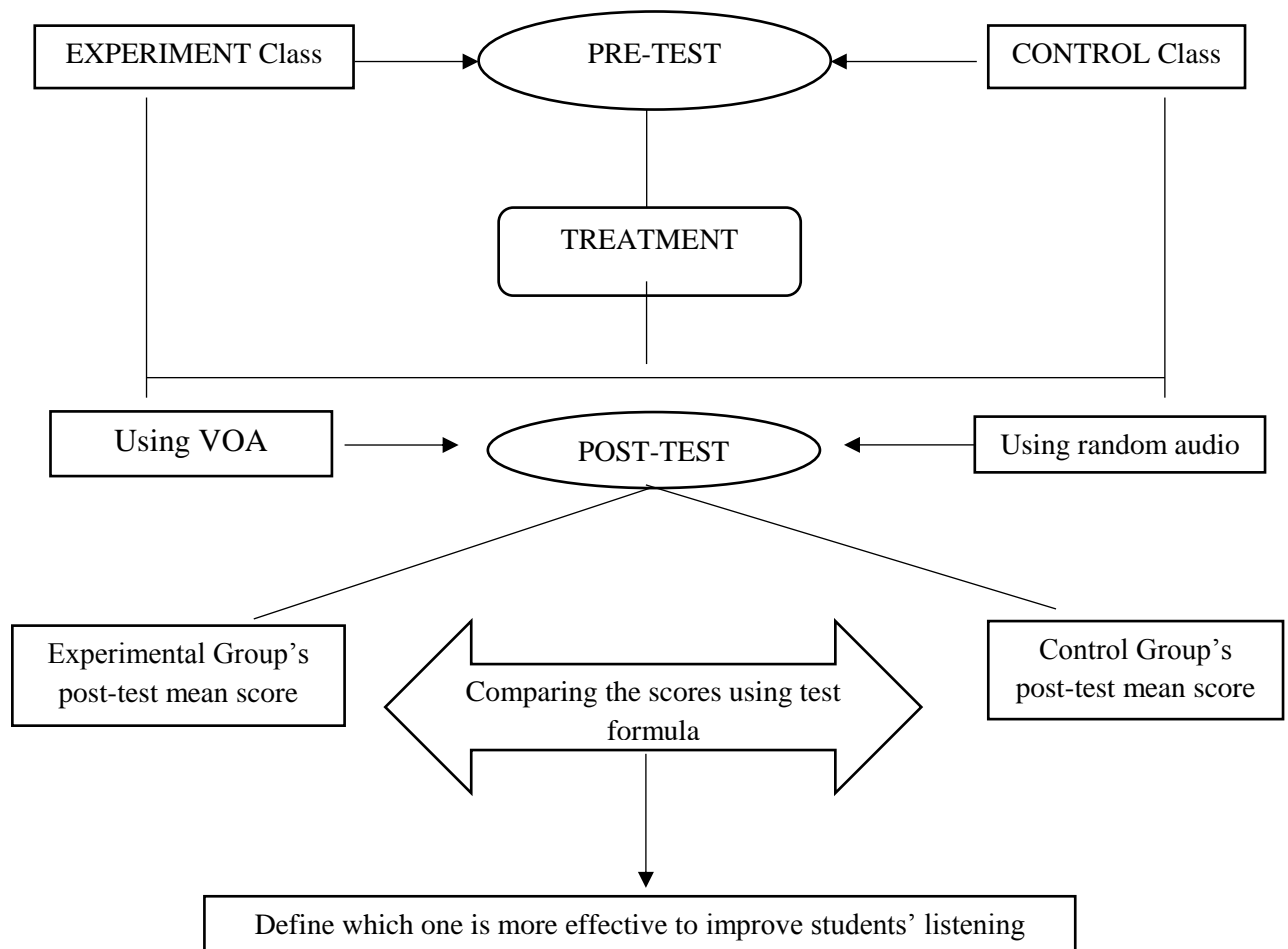 EXPERIMENT Class
PRE-TEST
CONTROL Class
TREATMENT
Using VOA
POST-TEST
Using random audio
Experimental Group’s
post-test mean score
Comparing the scores using test
formula
Control Group’s
post-test mean score
Define which one is more effective to improve students’ listening